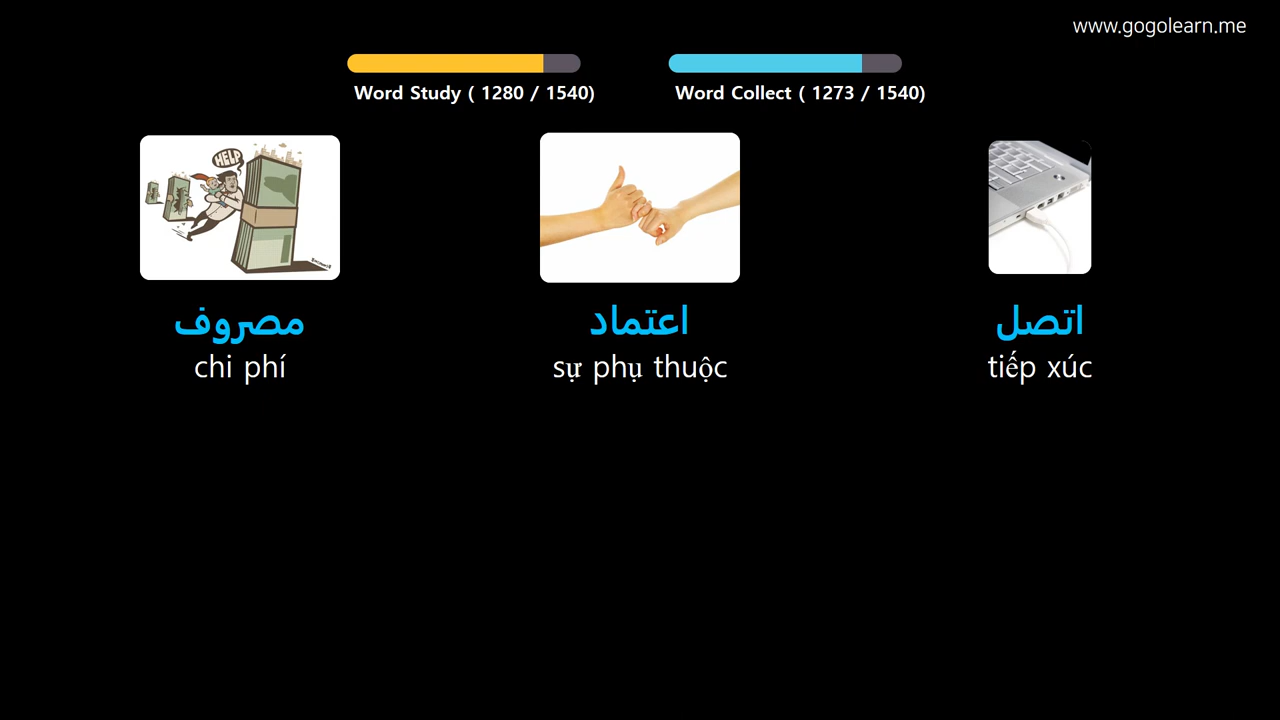 www.gogolearn.me
Word Study ( 1280 / 1540)
Word Collect ( 1273 / 1540)
HELP
مصروف
اعتماد
اتصل
chi phí
sự phụ thuộc
tiếp xúc